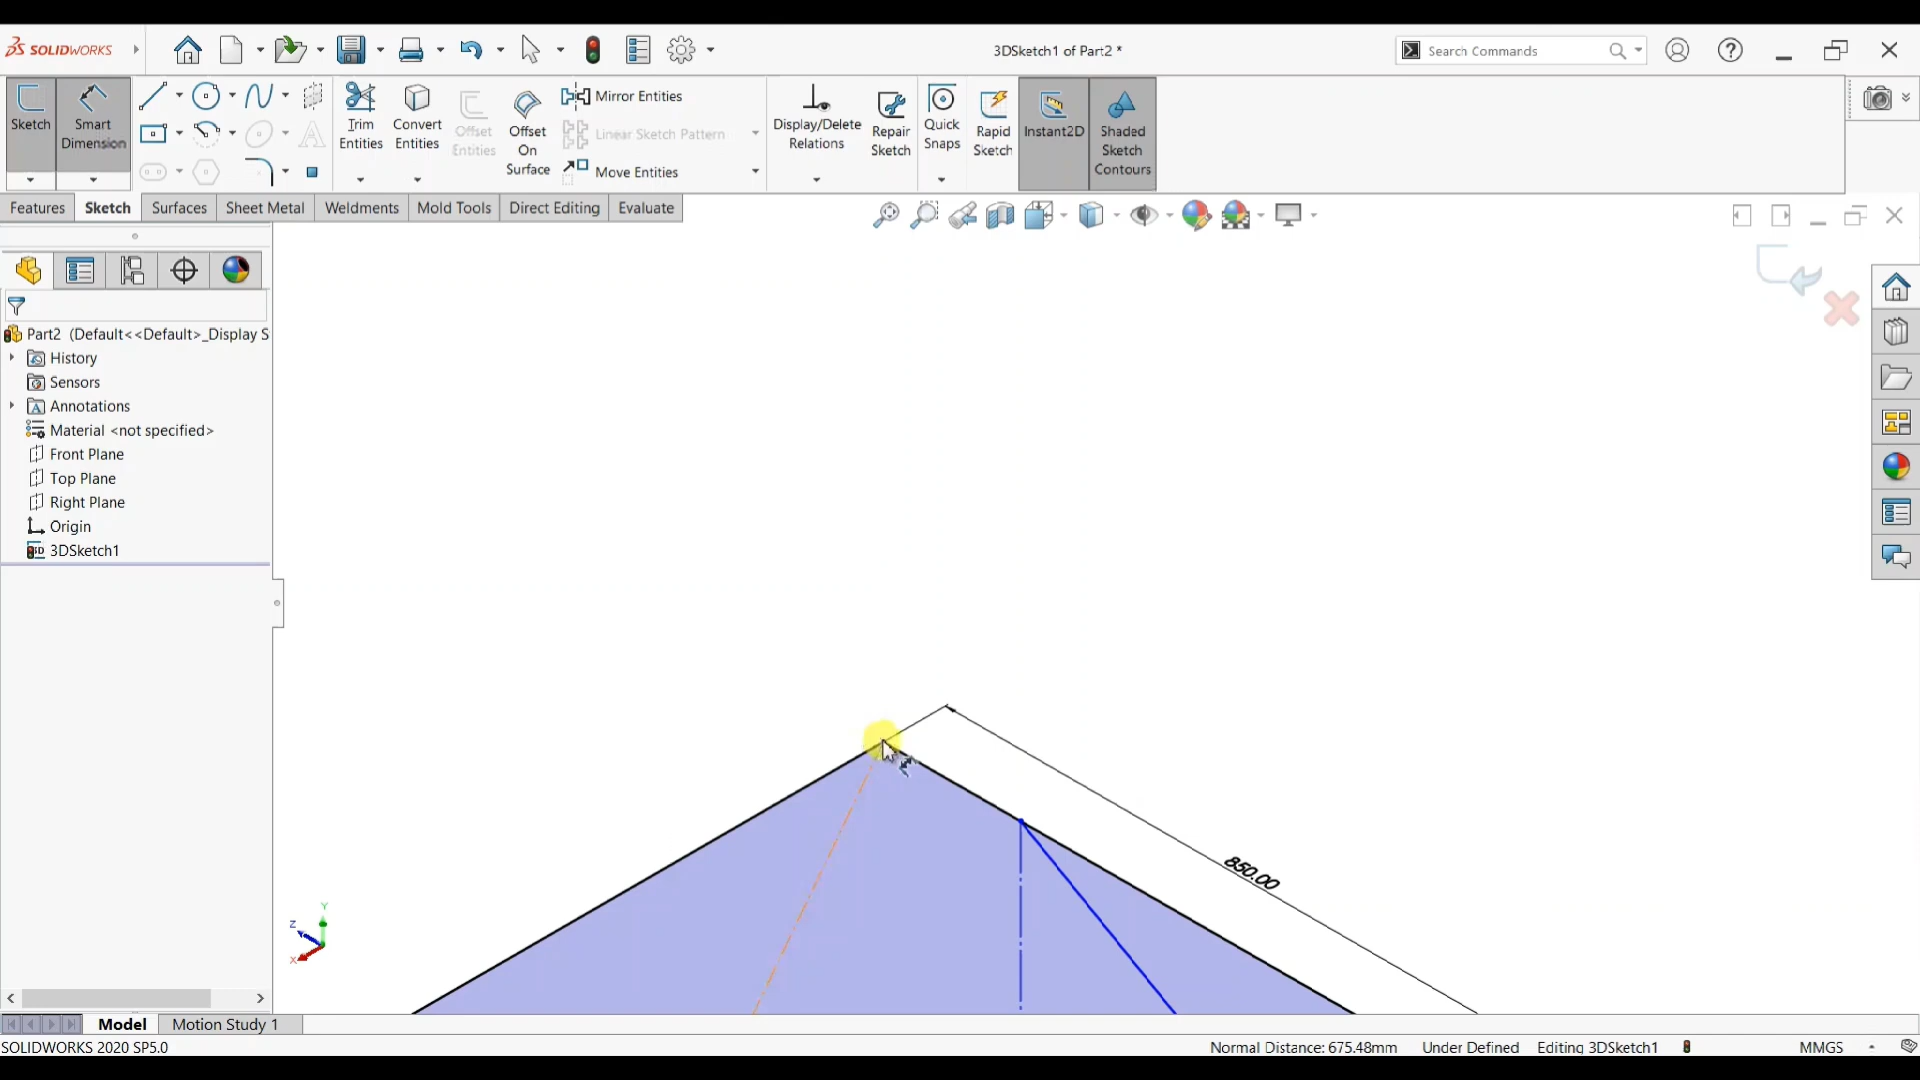 SOLIDWORKS
3DSketch1 of Part2 *
Search Commands
Sketch
Smart
Dimension
Trim
Entities
Convert
Entities
Offset
Entities
Offset
On
Surface
Mirror Entities
Linear Sketch Pattern
Move Entities
Display/Delete
Relations
Repair
Sketch
Quick
Snaps
Rapid
Sketch
Instant2D
Shaded
Sketch
Contours
Features
Sketch
Surfaces
Sheet Metal
Weldments
Mold Tools
Direct Editing
Evaluate
Part2 (Default<<Default>_Display S
History
Sensors
Annotations
Material <not specified>
Front Plane
Top Plane
Right Plane
Origin
3D 3DSketch1
850.00
Y
Z
X
Model
Motion Study 1
SOLIDWORKS 2020 SP5.0
Normal Distance: 675.48mm
Under Defined
Editing 3DSketch1
MMGS